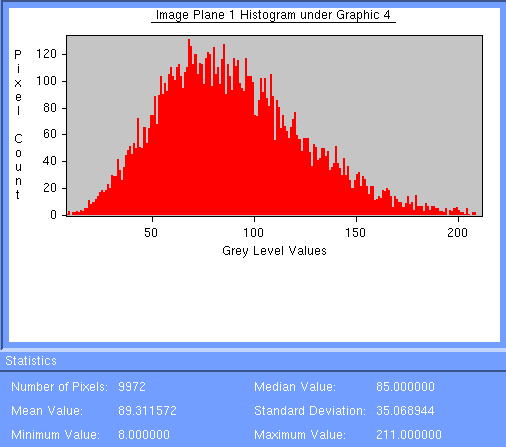 Image Plane 1 Histogram under Graphic 4
Pixel Count
120
100
80
60
40
20
0
50 100 150 200
Grey Level Values
Statistics
Number of Pixels: 9972 Median Value: 85.000000
Mean Value: 89.311572 Standard Deviation: 35.068944
Minimum Value: 8.000000 Maximum Value: 211.000000